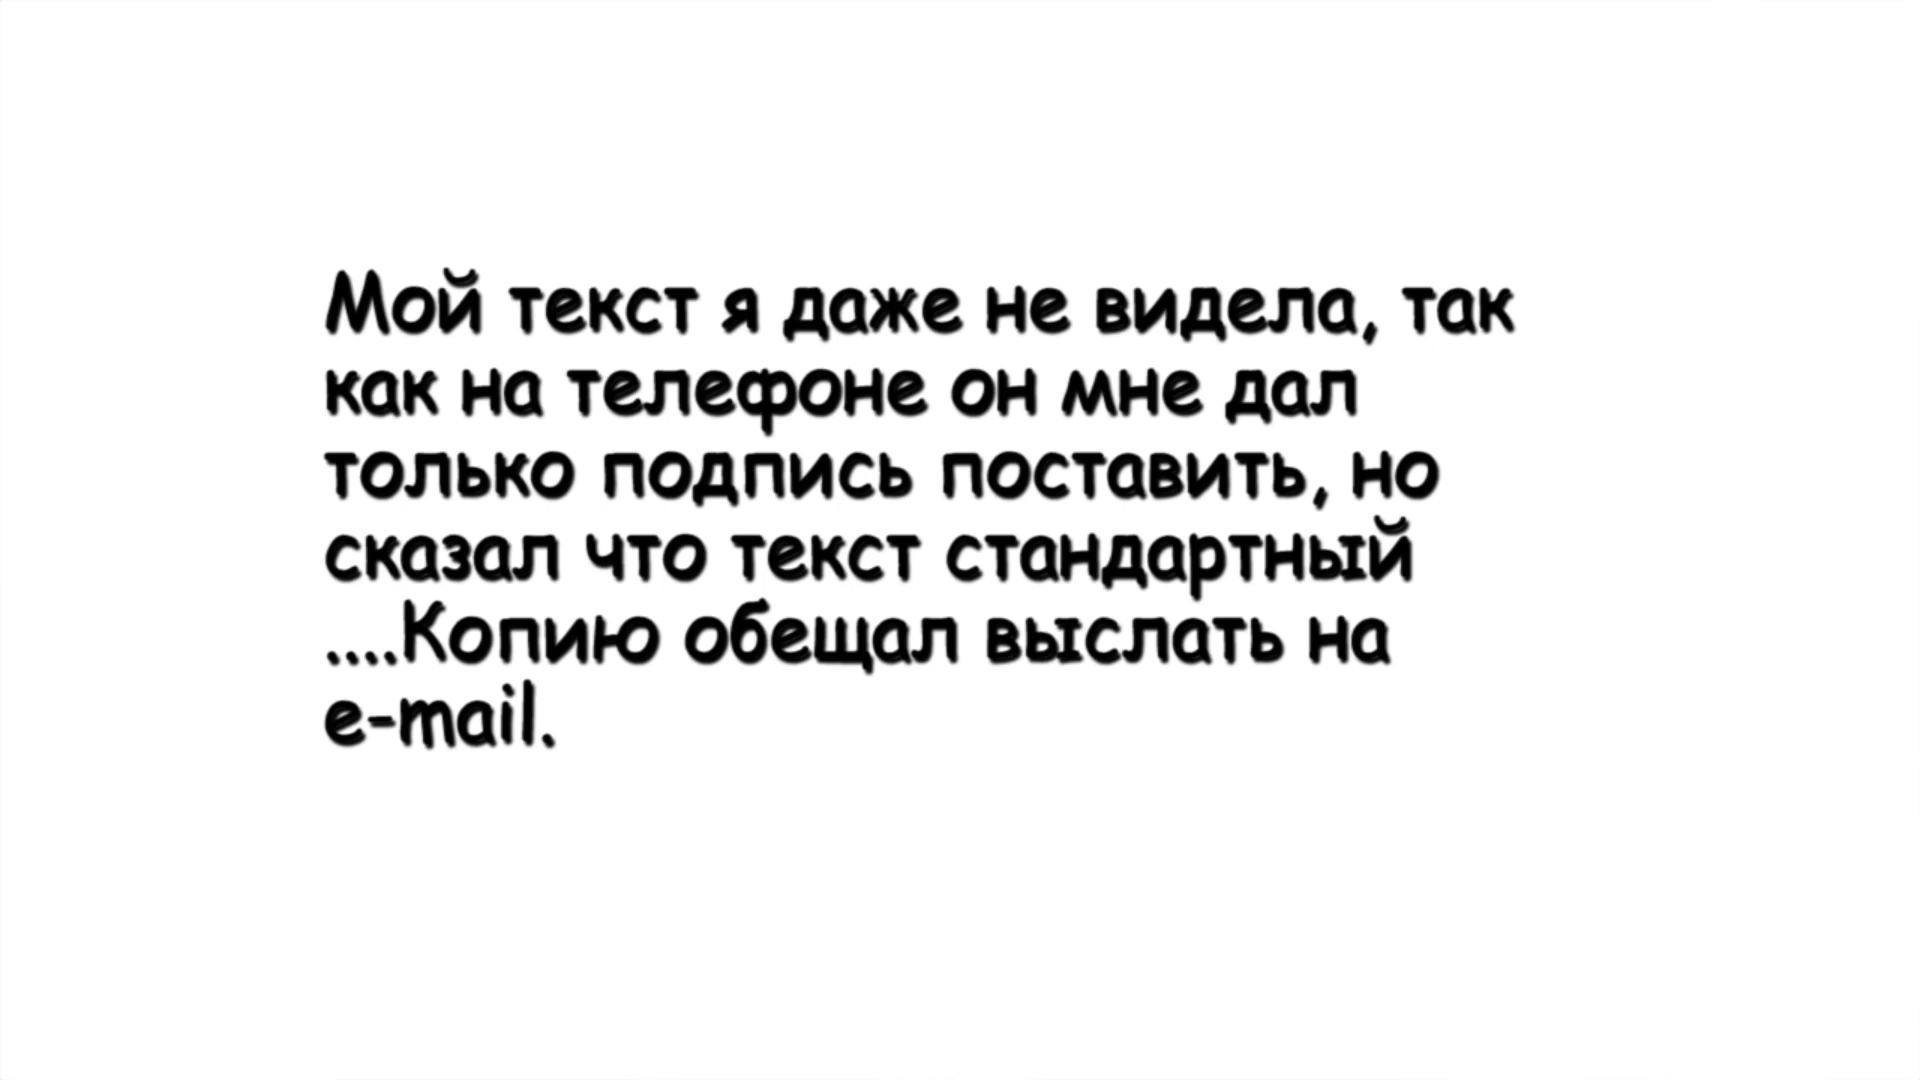 Мой текст я даже не видела, так
как на телефоне он мне дал
только подпись поставить, но
сказал что текст стандартный
....Копию обещал выслать на
e-mail.